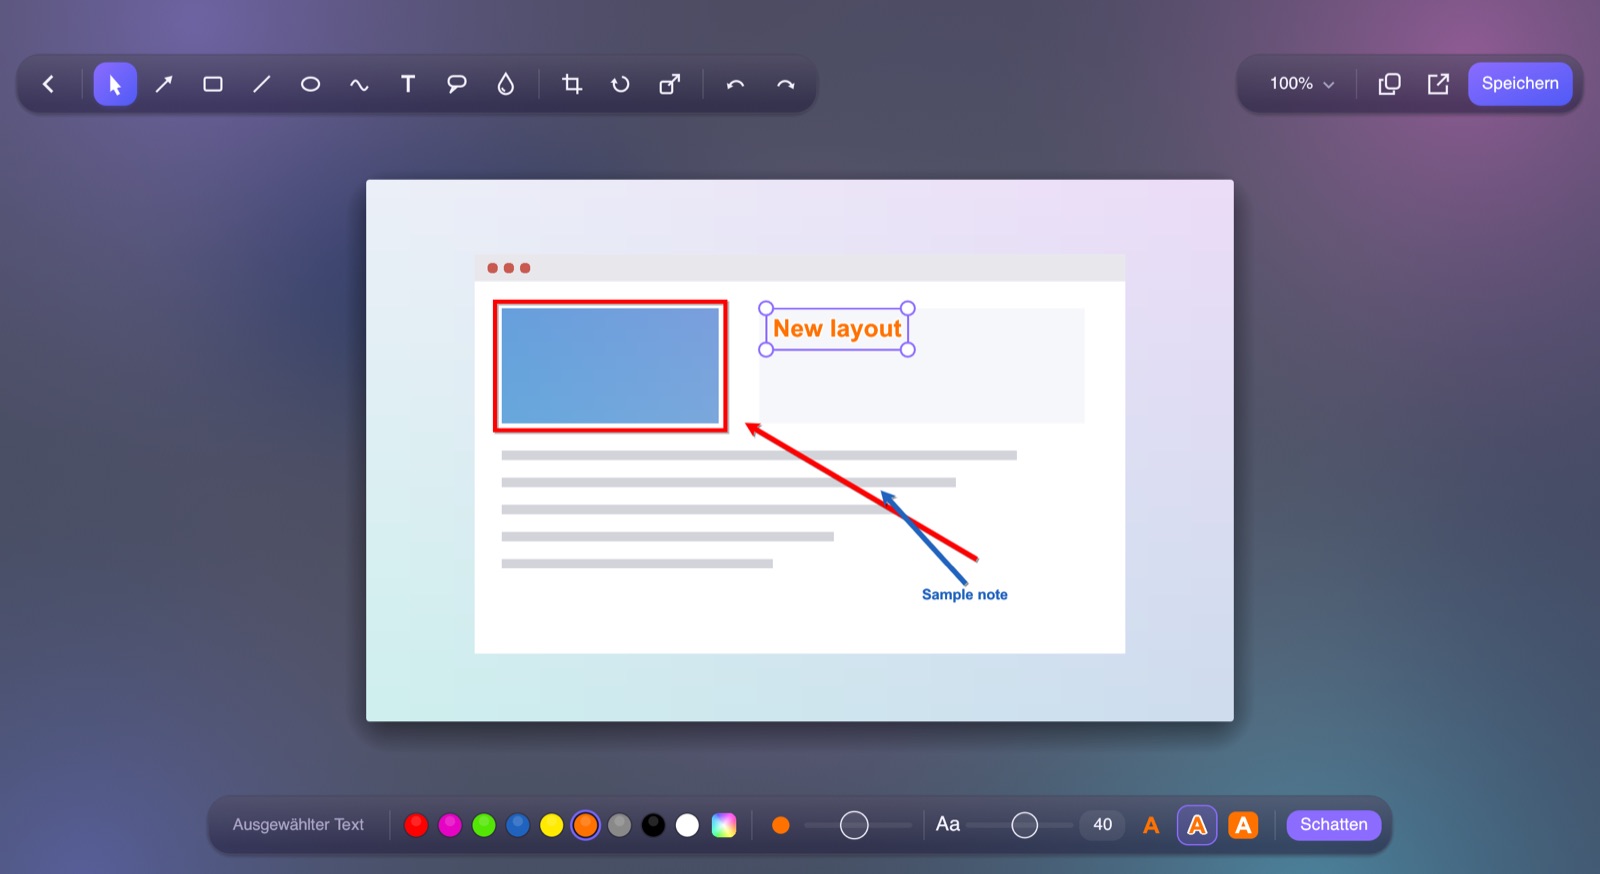 100%
Speichern
New layout
Sample note
Ausgewählter Text
Aa
40
A
A
A
Schatten